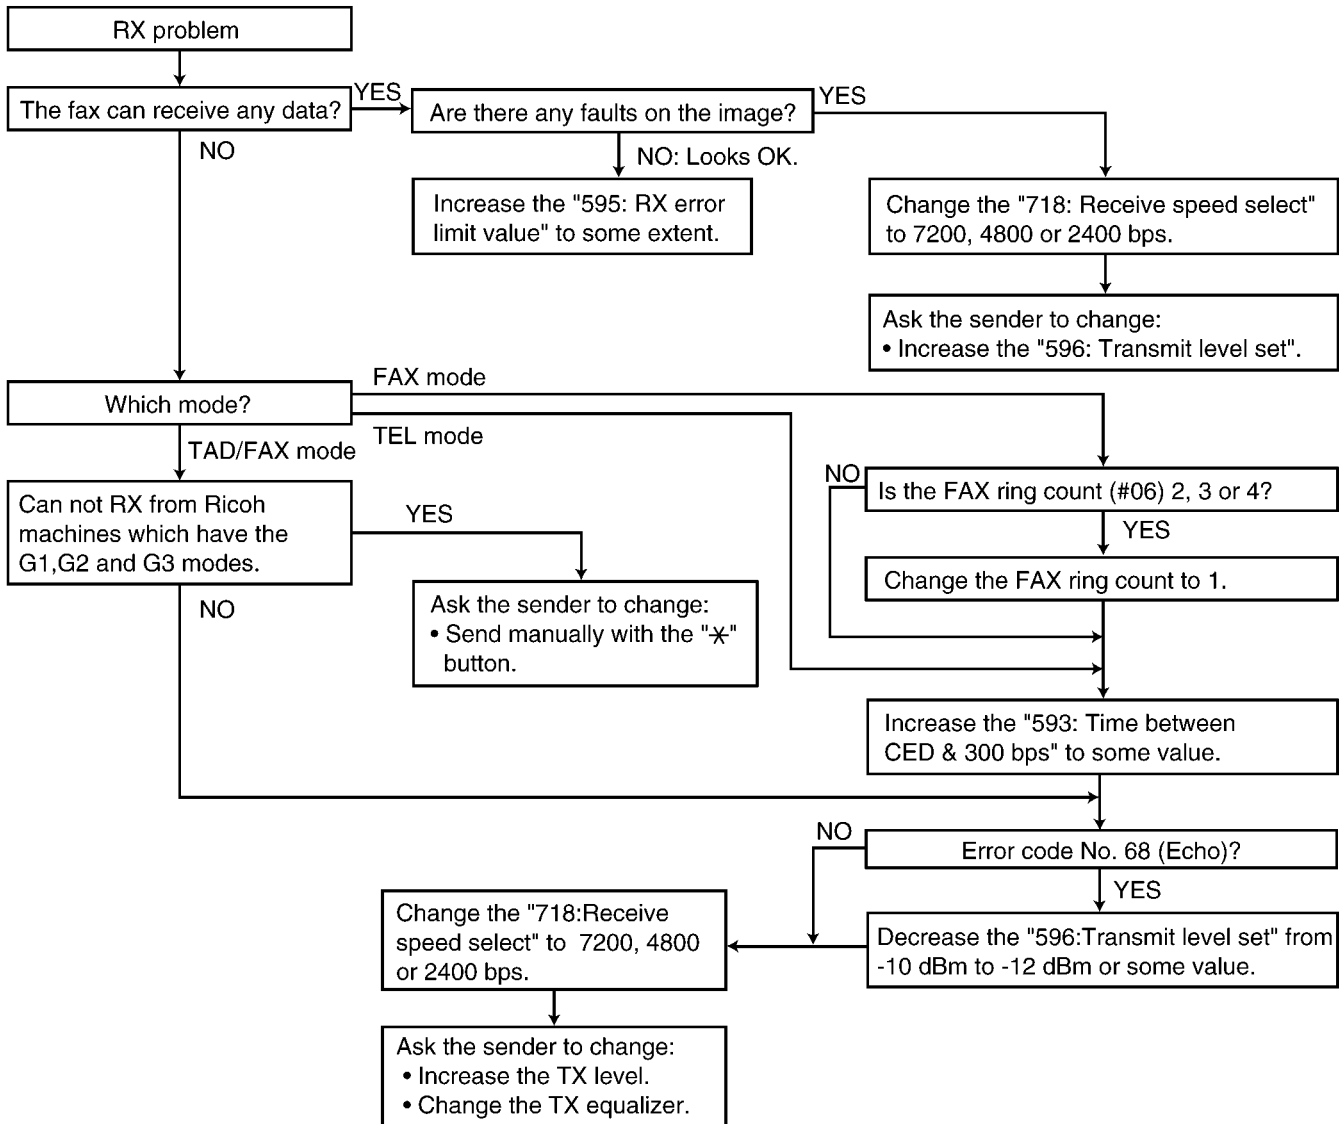 RX problem
The fax can receive any data?
YES
Are there any faults on the image?
YES
NO
NO: Looks OK.
Increase the "595: RX error
limit value" to some extent.
Change the "718: Receive speed select"
to 7200, 4800 or 2400 bps.
Ask the sender to change:
• Increase the "596: Transmit level set".
Which mode?
FAX mode
TEL mode
TAD/FAX mode
Can not RX from Ricoh
machines which have the
G1,G2 and G3 modes.
YES
NO
Ask the sender to change:
• Send manually with the "*"
button.
NO
Is the FAX ring count (#06) 2, 3 or 4?
YES
Change the FAX ring count to 1.
Increase the "593: Time between
CED & 300 bps" to some value.
NO
Error code No. 68 (Echo)?
YES
Decrease the "596:Transmit level set" from
-10 dBm to -12 dBm or some value.
Change the "718:Receive
speed select" to 7200, 4800
or 2400 bps.
Ask the sender to change:
• Increase the TX level.
• Change the TX equalizer.